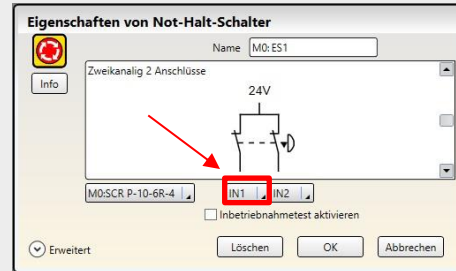 Eigenschaften von Not-Halt-Schalter
Name M0:ES1
Info
Zweikanalig 2 Anschlüsse
24V
M0:SCR P-10-6R-4 IN1 IN2
Inbetriebnahmetest aktivieren
Erweitert Löschen OK Abbrechen